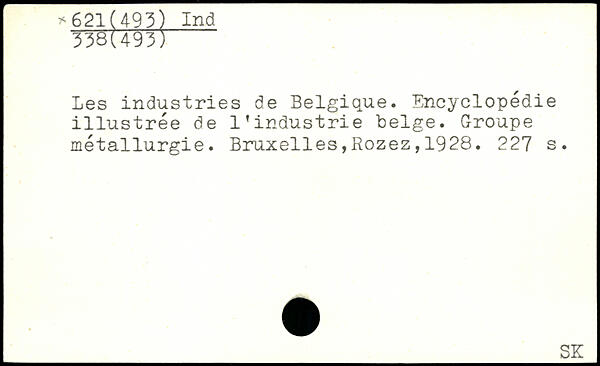 ×621(493) Ind
338(493)
Les industries de Belgique. Encyclopédie
illustrée de l'industrie belge. Groupe
métallurgie. Bruxelles,Rozez,1928. 227 s.
SK